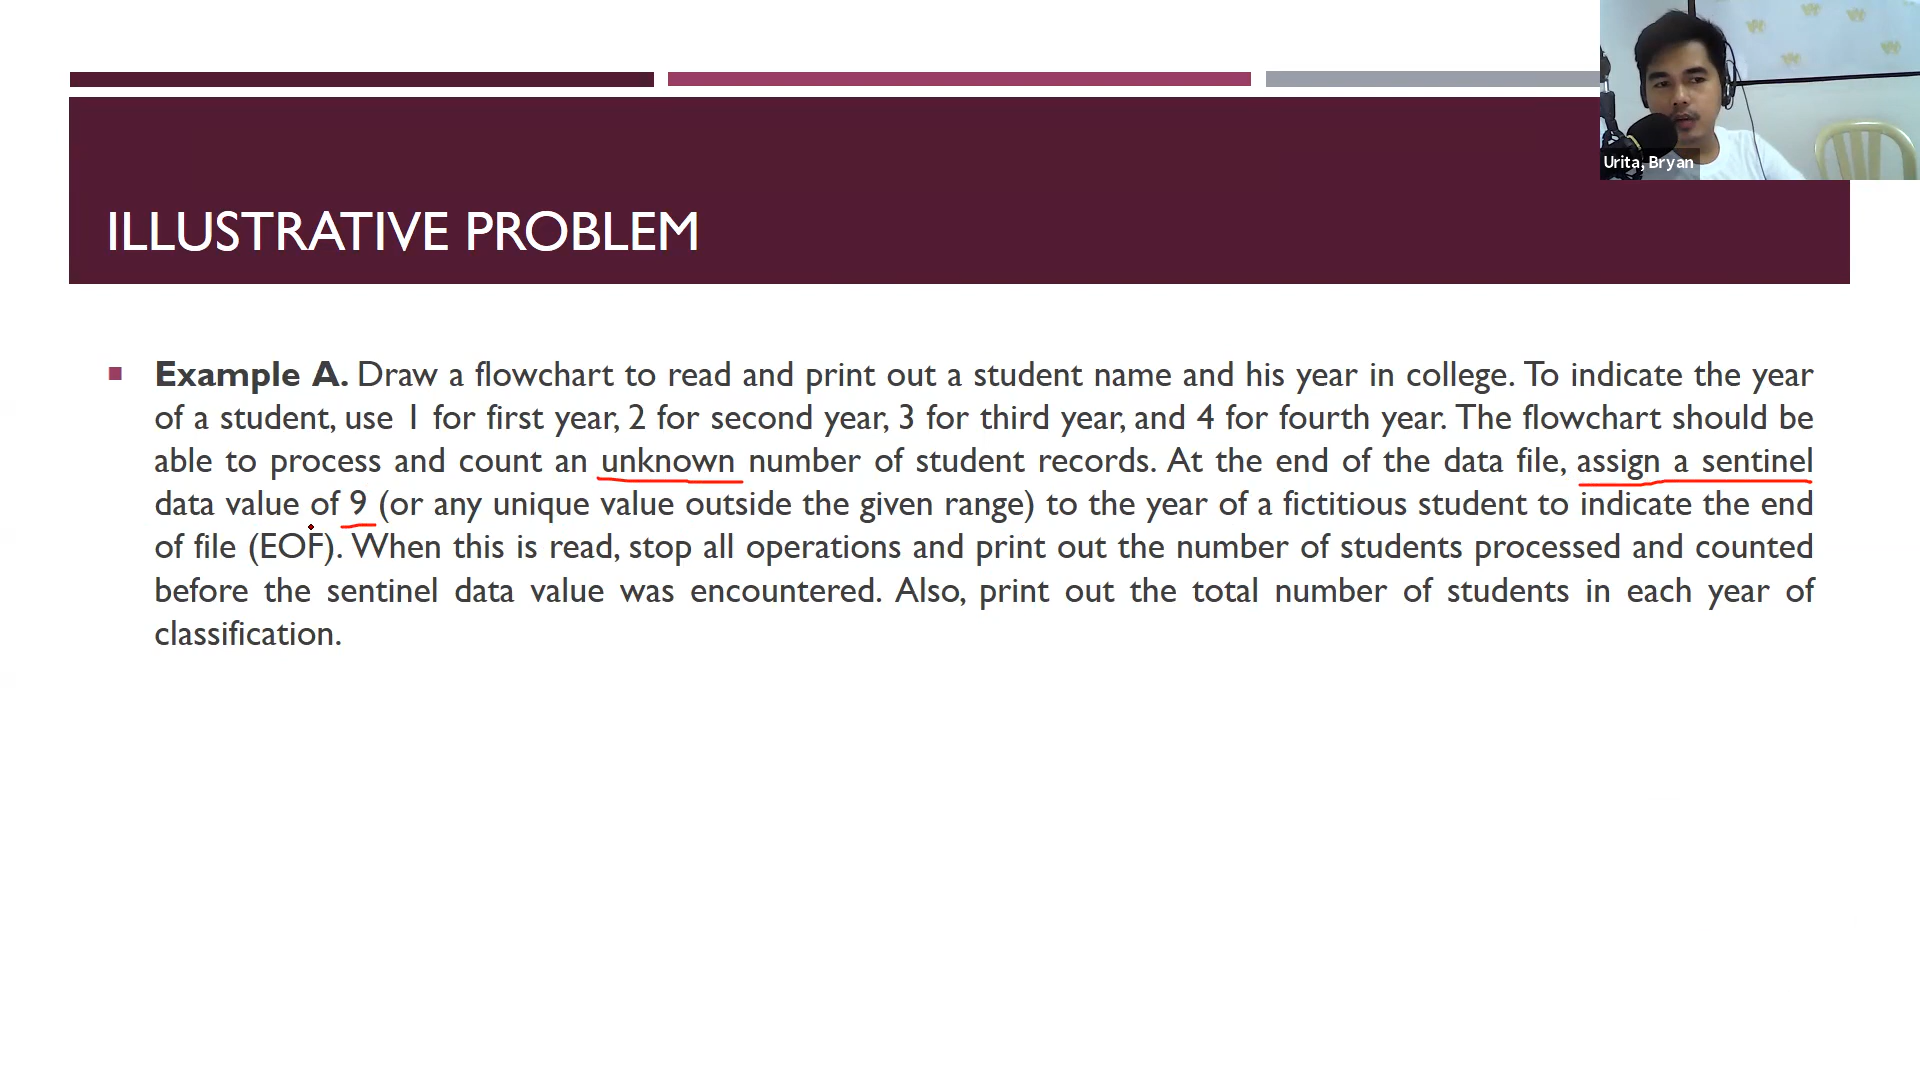 Urita, Bryan
ILLUSTRATIVE PROBLEM
Example A. Draw a flowchart to read and print out a student name and his year in college. To indicate the year
of a student, use 1 for first year, 2 for second year, 3 for third year, and 4 for fourth year. The flowchart should be
able to process and count an unknown number of student records. At the end of the data file, assign a sentinel
data value of 9 (or any unique value outside the given range) to the year of a fictitious student to indicate the end
of file (EOF). When this is read, stop all operations and print out the number of students processed and counted
before the sentinel data value was encountered. Also, print out the total number of students in each year of
classification.